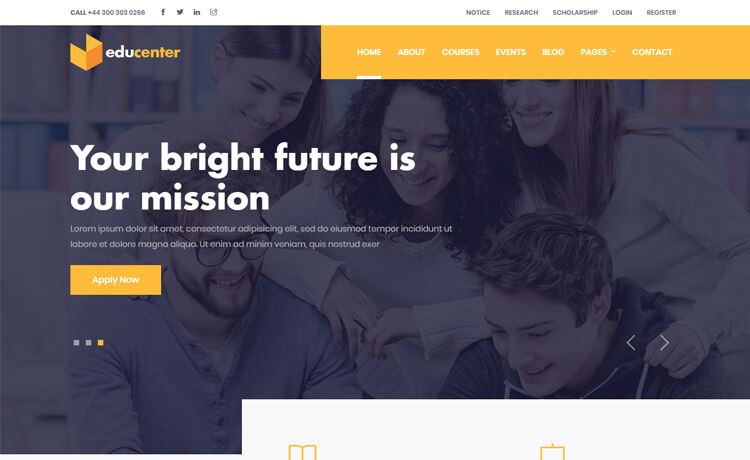 CALL +44 300 303 0266
NOTICE RESEARCH SCHOLARSHIP LOGIN REGISTER
educenter
HOME ABOUT COURSES EVENTS BLOG PAGES CONTACT
Your bright future is
our mission
Lorem ipsum dolor sit amet, consectetur adipisicing elit, sed do eiusmod tempor incididunt ut
labore et dolore magna aliqua. Ut enim ad minim veniam, quis nostrud exer
Apply Now